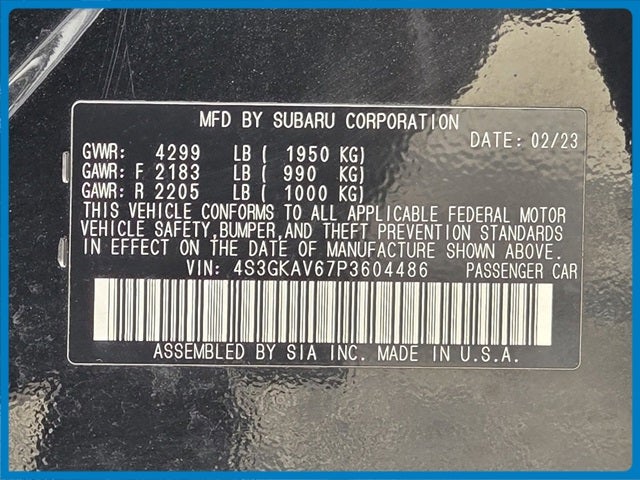 MFD BY SUBARU CORPORATION
DATE: 02/23
GVWR: 4299 LB ( 1950 KG)
GAWR: F 2183 LB ( 990 KG)
GAWR: R 2205 LB ( 1000 KG)
THIS VEHICLE CONFORMS TO ALL APPLICABLE FEDERAL MOTOR
VEHICLE SAFETY, BUMPER, AND THEFT PREVENTION STANDARDS
IN EFFECT ON THE DATE OF MANUFACTURE SHOWN ABOVE.
VIN: 4S3GKAV67P3604486 PASSENGER CAR
ASSEMBLED BY SIA INC. MADE IN U.S.A.